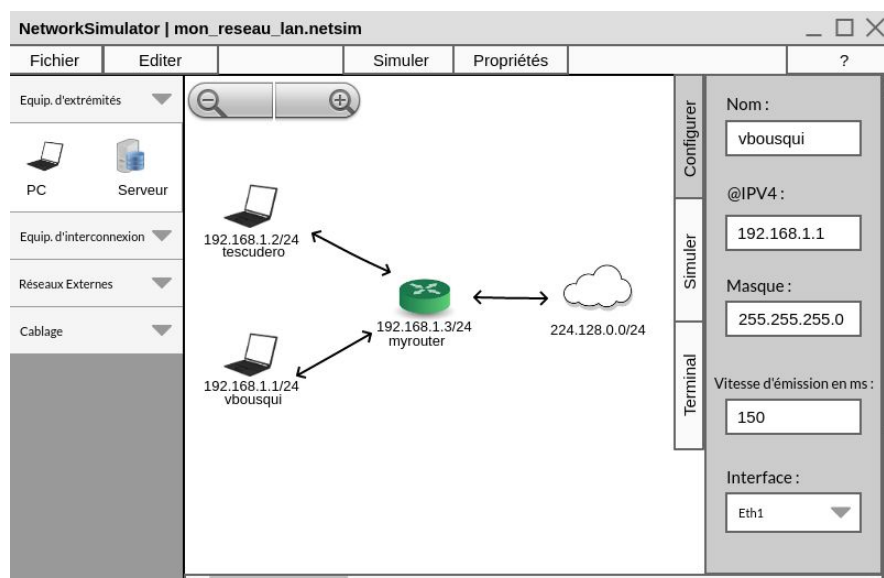 NetworkSimulator | mon_reseau_lan.netsim
Fichier
Editer
Simuler
Propriétés
?
Equip. d'extrémités
PC
Serveur
Equip. d'interconnexion
Réseaux Externes
Cablage
192.168.1.2/24
tescudero
192.168.1.3/24
myrouter
224.128.0.0/24
192.168.1.1/24
vbousqui
Configurer
Simuler
Terminal
Nom :
vbousqui
@IPV4 :
192.168.1.1
Masque :
255.255.255.0
Vitesse d'émission en ms :
150
Interface :
Eth1